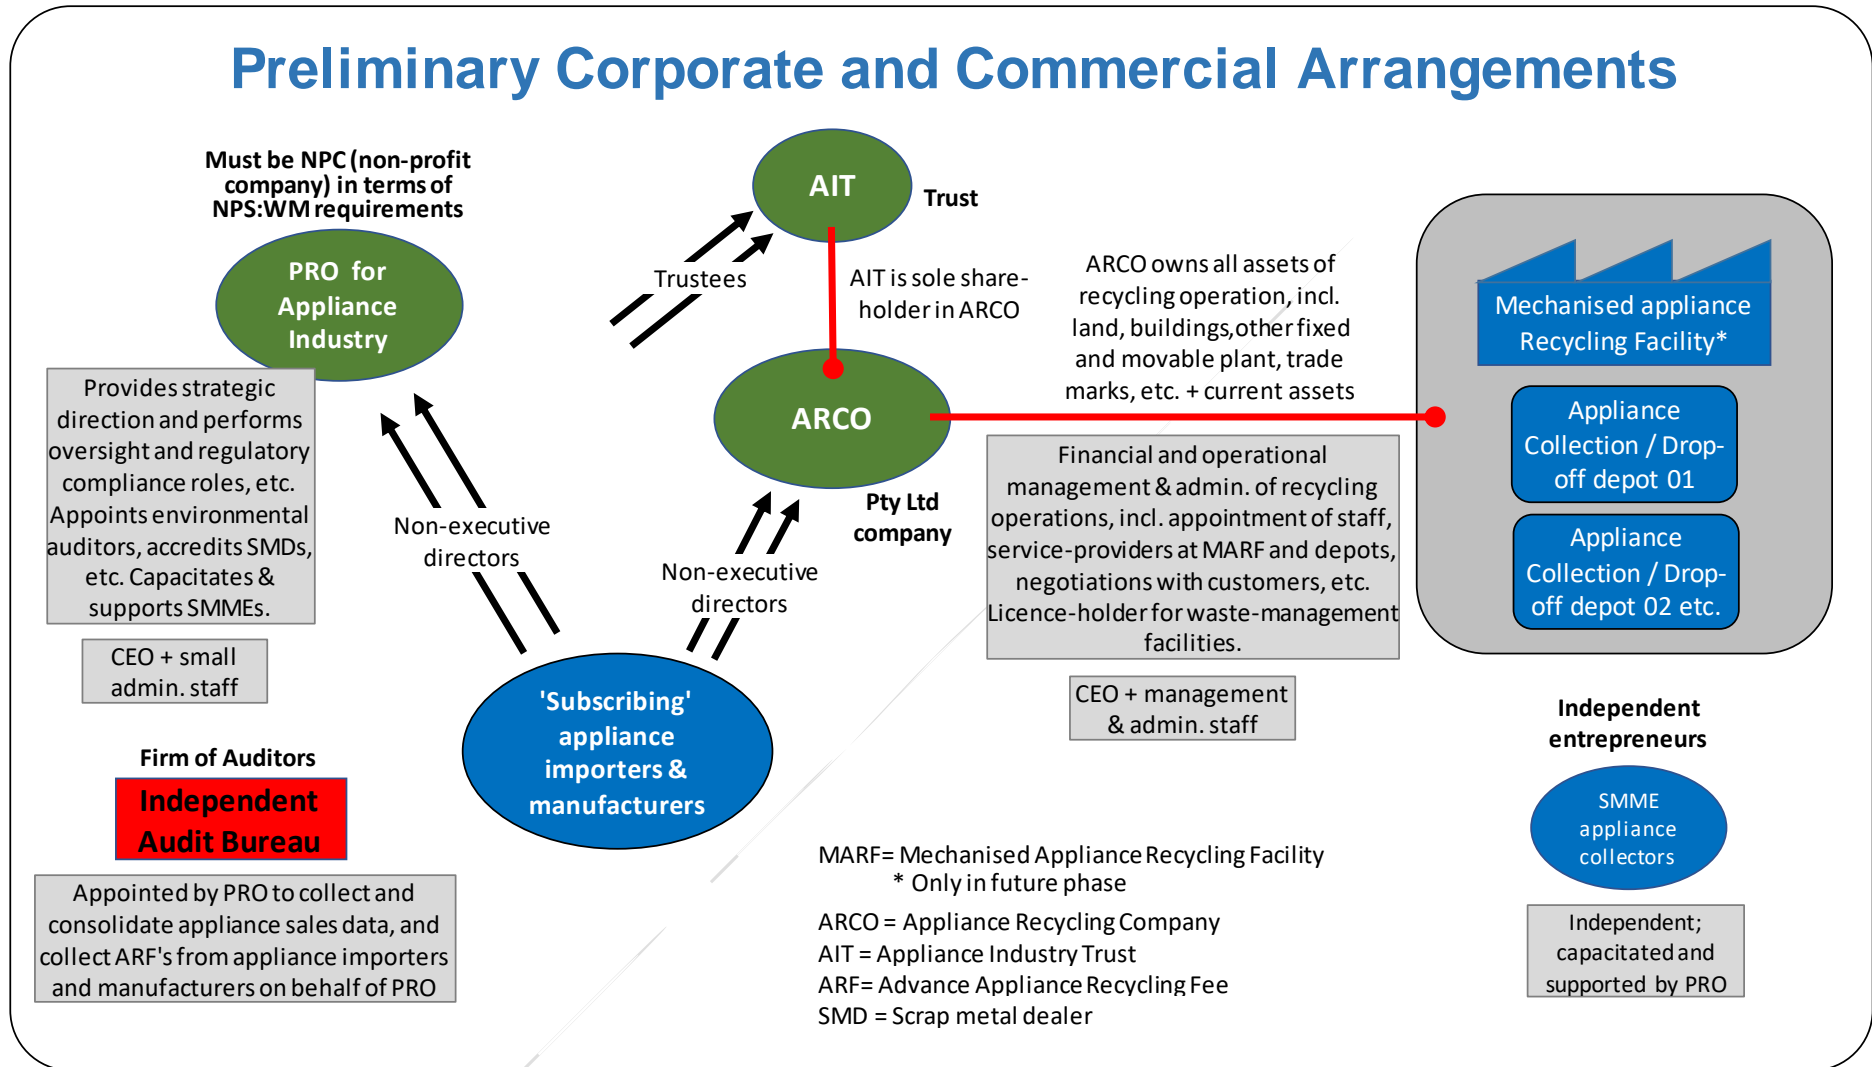 Preliminary Corporate and Commercial Arrangements
Must be NPC (non-profit
company) in terms of
NPS:WM requirements
PRO for
Appliance
Industry
Provides strategic
direction and performs
oversight and regulatory
compliance roles, etc.
Appoints environmental
auditors, accredits SMDs,
etc. Capacitates &
supports SMMEs.
CEO + small
admin. staff
Firm of Auditors
Independent
Audit Bureau
Appointed by PRO to collect and
consolidate appliance sales data, and
collect ARF's from appliance importers
and manufacturers on behalf of PRO
AIT
Trust
Trustees
AIT is sole share-
holder in ARCO
ARCO
Pty Ltd
company
Non-executive
directors
Non-executive
directors
'Subscribing'
appliance
importers &
manufacturers
ARCO owns all assets of
recycling operation, incl.
land, buildings,other fixed
and movable plant, trade
marks, etc. + current assets
Financial and operational
management & admin. of recycling
operations, incl. appointment of staff,
service-providers at MARF and depots,
negotiations with customers, etc.
Licence-holder for waste-management
facilities.
CEO + management
& admin. staff
MARF= Mechanised Appliance Recycling Facility
* Only in future phase
ARCO = Appliance Recycling Company
AIT = Appliance Industry Trust
ARF= Advance Appliance Recycling Fee
SMD = Scrap metal dealer
Mechanised appliance
Recycling Facility*
Appliance
Collection / Drop-
off depot 01
Appliance
Collection / Drop-
off depot 02 etc.
Independent
entrepreneurs
SMME
appliance
collectors
Independent;
capacitated and
supported by PRO